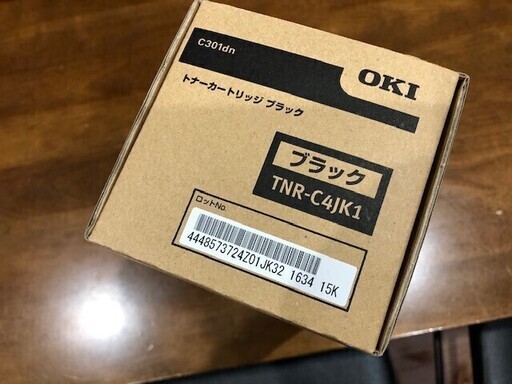 C301dn
OKI
トナーカートリッジ ブラック
ブラック
TNR-C4JK1
ロットNo.
4448573724Z01JK32 1634 15K